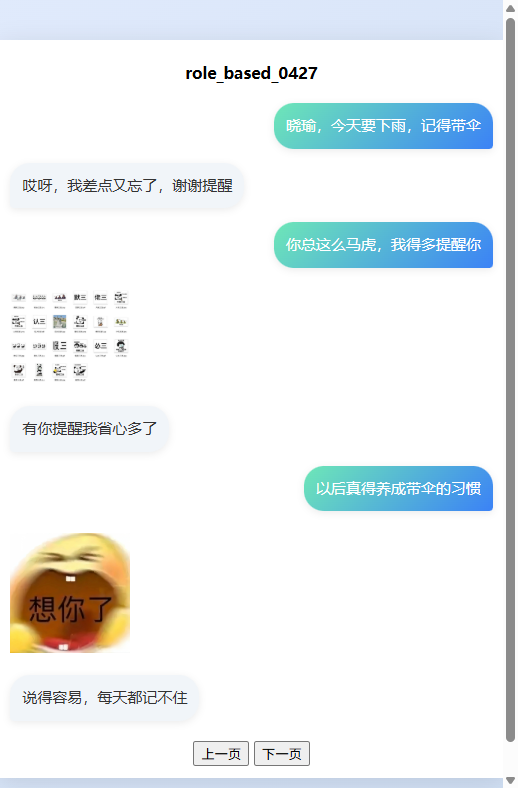 role_based_0427
晓瑜，今天要下雨，记得带伞
哎呀，我差点又忘了，谢谢提醒
你总这么马虎，我得多提醒你
有你提醒我省心多了
以后真得养成带伞的习惯
想你了
说得容易，每天都记不住
上一页 下一页